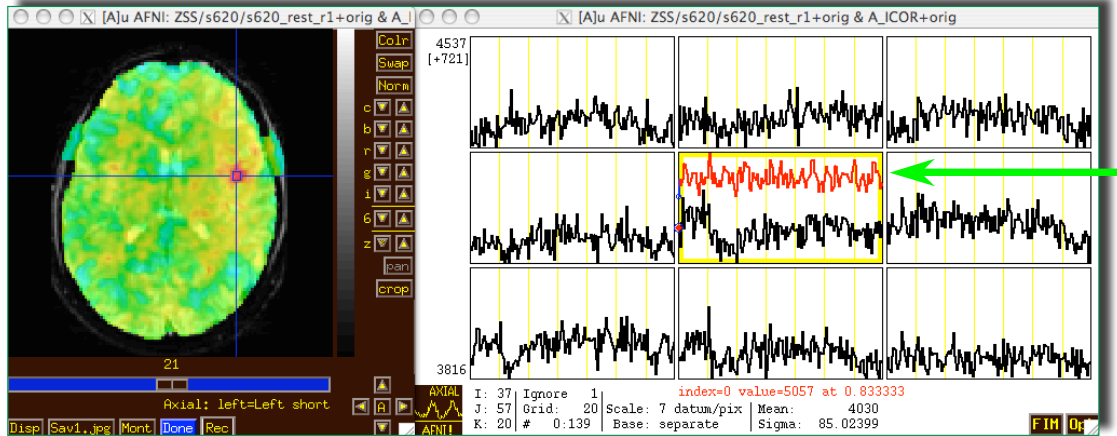 [A]u AFNI: ZSS/s620/s620_rest_r1+orig & A_I
[A]u AFNI: ZSS/s620/s620_rest_r1+orig & A_ICOR+orig
Colr
Swap
Norm
c
b
r
g
i
6
z
pan
crop
21
Axial: left=Left short
A
Disp Sav1.jpg Mont Done Rec
4537
[+721]
3816
AXIAL
AFNI!
index=0 value=5057 at 0.833333
I: 37 Ignore 1
J: 57 Grid: 20 Scale: 7 datum/pix Mean: 4030
K: 20 # 0:139 Base: separate Sigma: 85.02399
FIM Op